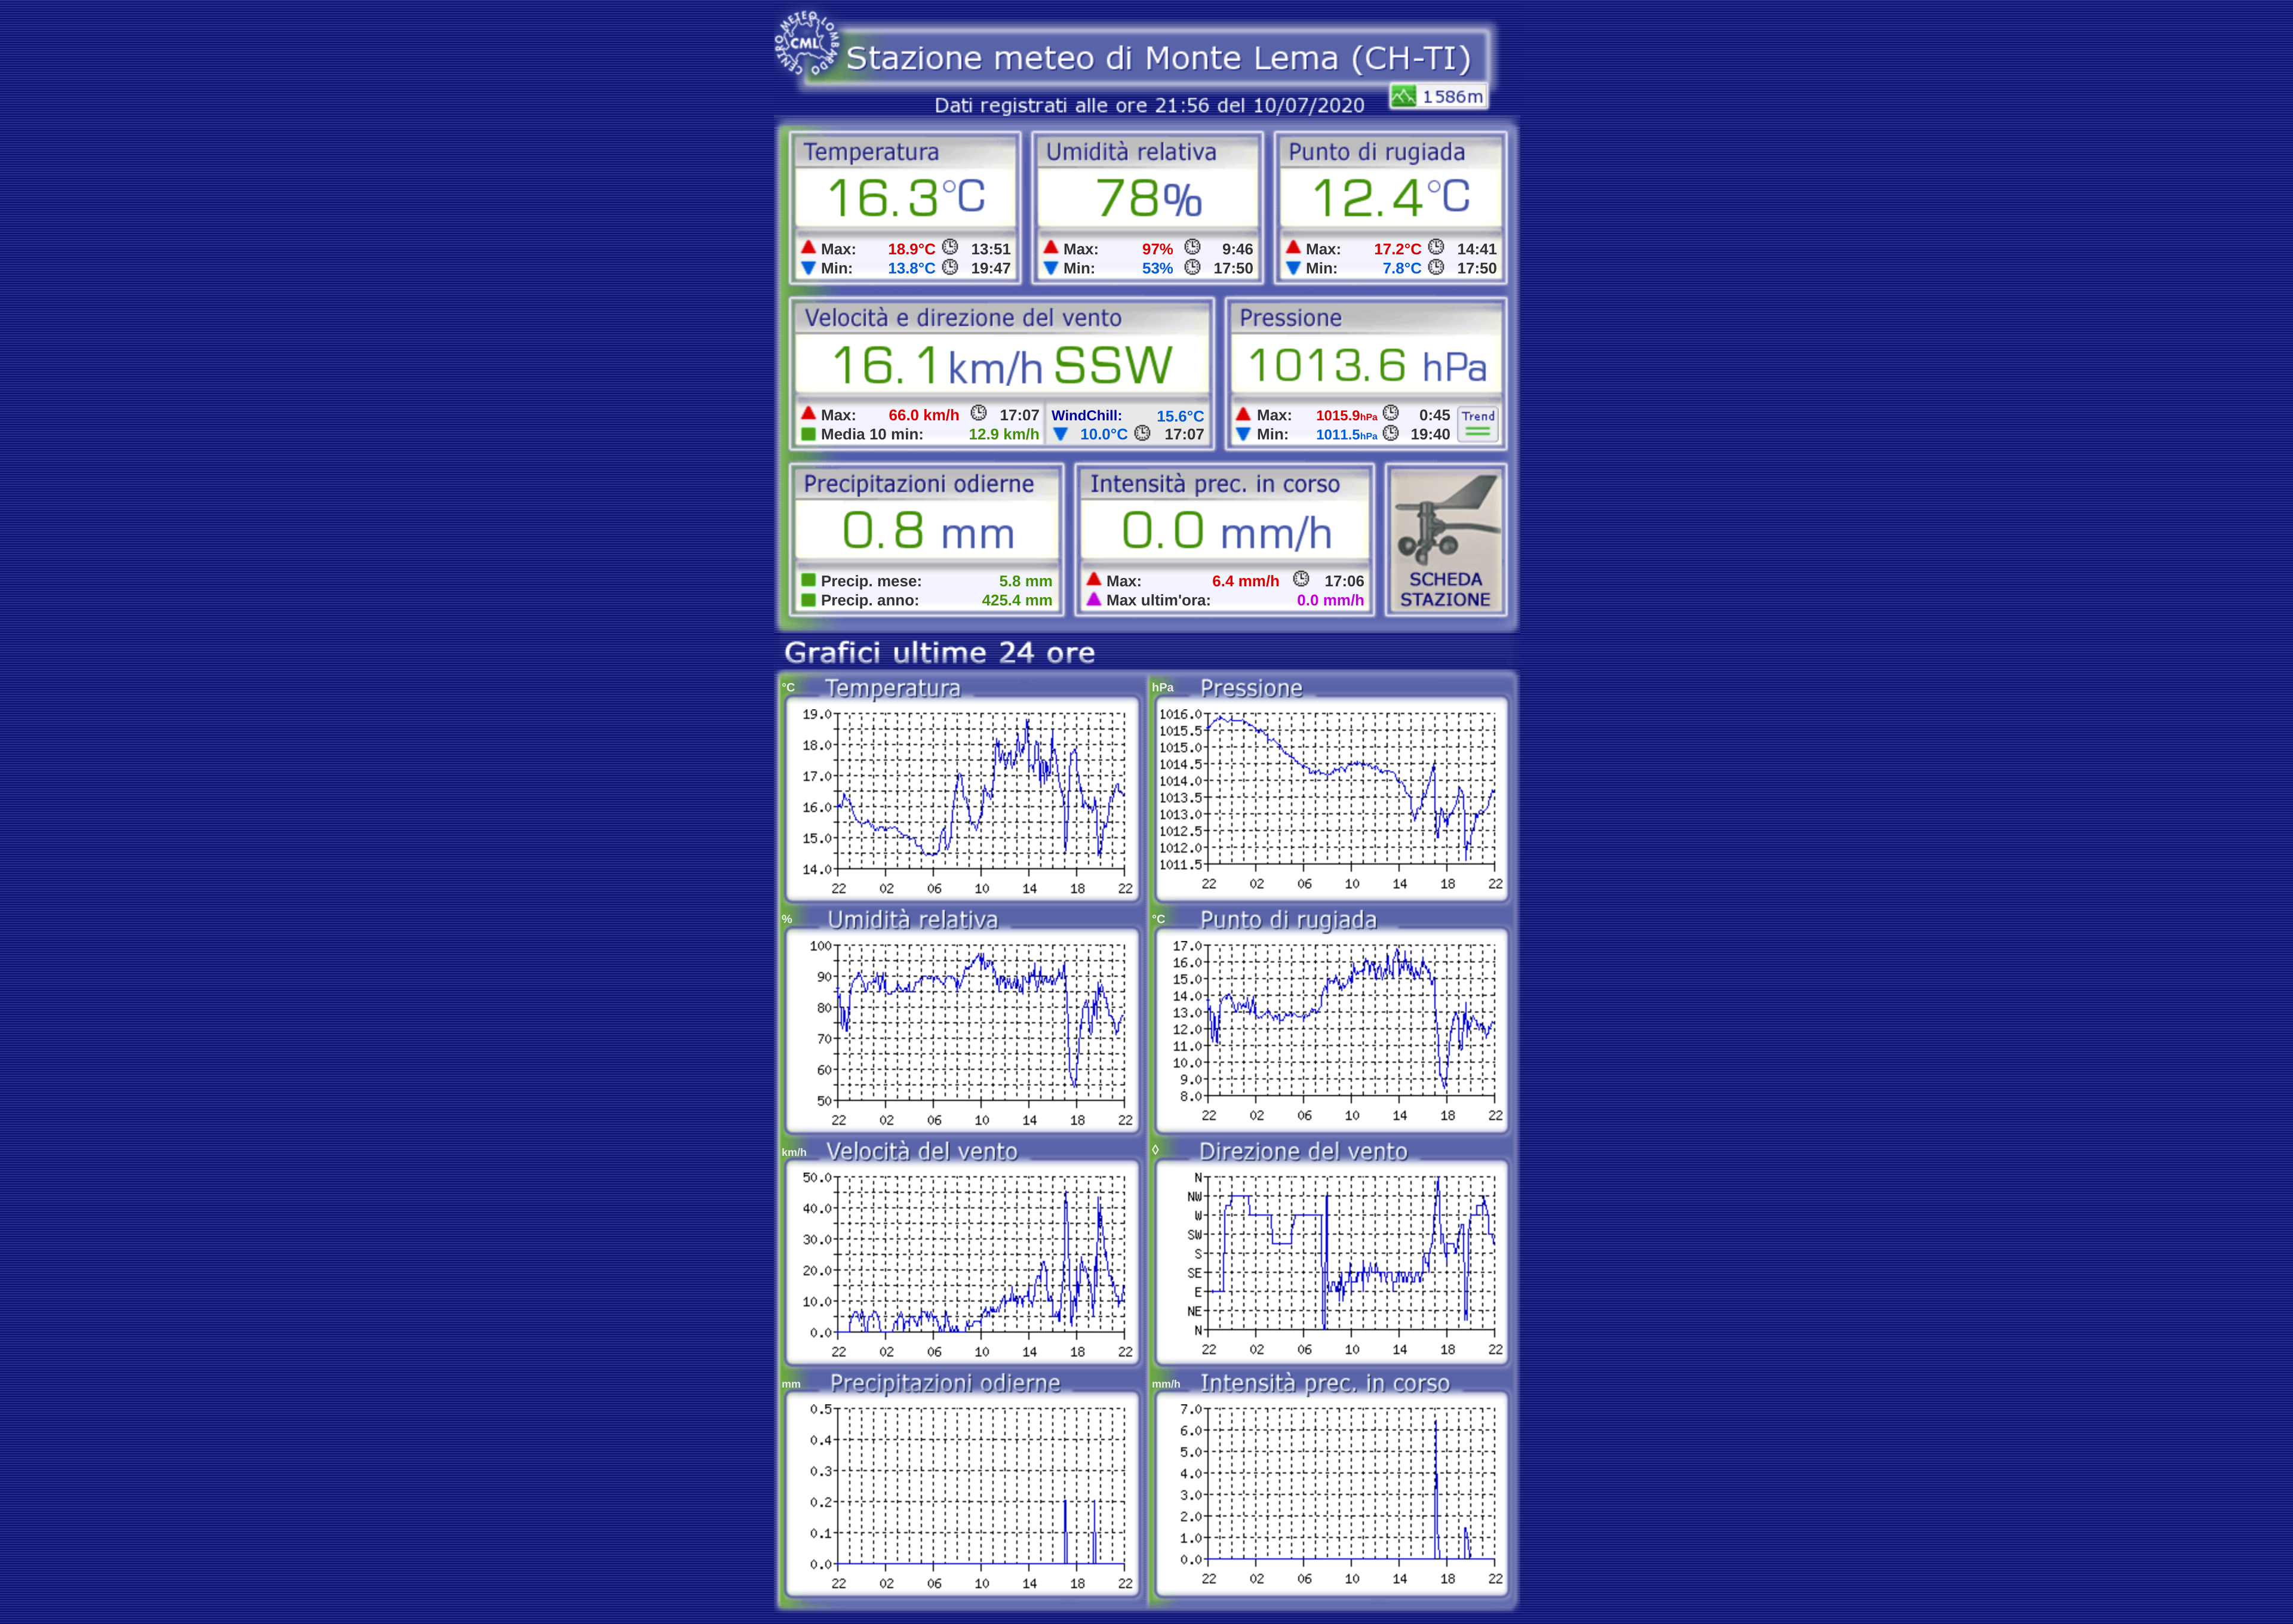 CENTRO METEO LOMBARDO
CML
Stazione meteo di Monte Lema (CH-TI)
Dati registrati alle ore 21:56 del 10/07/2020
1586m
Temperatura
16.3°C
Max: 18.9°C 13:51
Min: 13.8°C 19:47
Umidità relativa
78%
Max: 97% 9:46
Min: 53% 17:50
Punto di rugiada
12.4°C
Max: 17.2°C 14:41
Min: 7.8°C 17:50
Velocità e direzione del vento
16.1 km/h SSW
Max: 66.0 km/h 17:07
Media 10 min: 12.9 km/h
WindChill: 15.6°C
10.0°C 17:07
Pressione
1013.6 hPa
Max: 1015.9hPa 0:45
Min: 1011.5hPa 19:40
Trend
Precipitazioni odierne
0.8 mm
Precip. mese: 5.8 mm
Precip. anno: 425.4 mm
Intensità prec. in corso
0.0 mm/h
Max: 6.4 mm/h 17:06
Max ultim'ora: 0.0 mm/h
SCHEDA
STAZIONE
Grafici ultime 24 ore
°C Temperatura
19.0
18.0
17.0
16.0
15.0
14.0
22 02 06 10 14 18 22
hPa Pressione
1016.0
1015.5
1015.0
1014.5
1014.0
1013.5
1013.0
1012.5
1012.0
1011.5
22 02 06 10 14 18 22
% Umidità relativa
100
90
80
70
60
50
22 02 06 10 14 18 22
°C Punto di rugiada
17.0
16.0
15.0
14.0
13.0
12.0
11.0
10.0
9.0
8.0
22 02 06 10 14 18 22
km/h Velocità del vento
50.0
40.0
30.0
20.0
10.0
0.0
22 02 06 10 14 18 22
◊ Direzione del vento
N
NW
W
SW
S
SE
E
NE
N
22 02 06 10 14 18 22
mm Precipitazioni odierne
0.5
0.4
0.3
0.2
0.1
0.0
22 02 06 10 14 18 22
mm/h Intensità prec. in corso
7.0
6.0
5.0
4.0
3.0
2.0
1.0
0.0
22 02 06 10 14 18 22